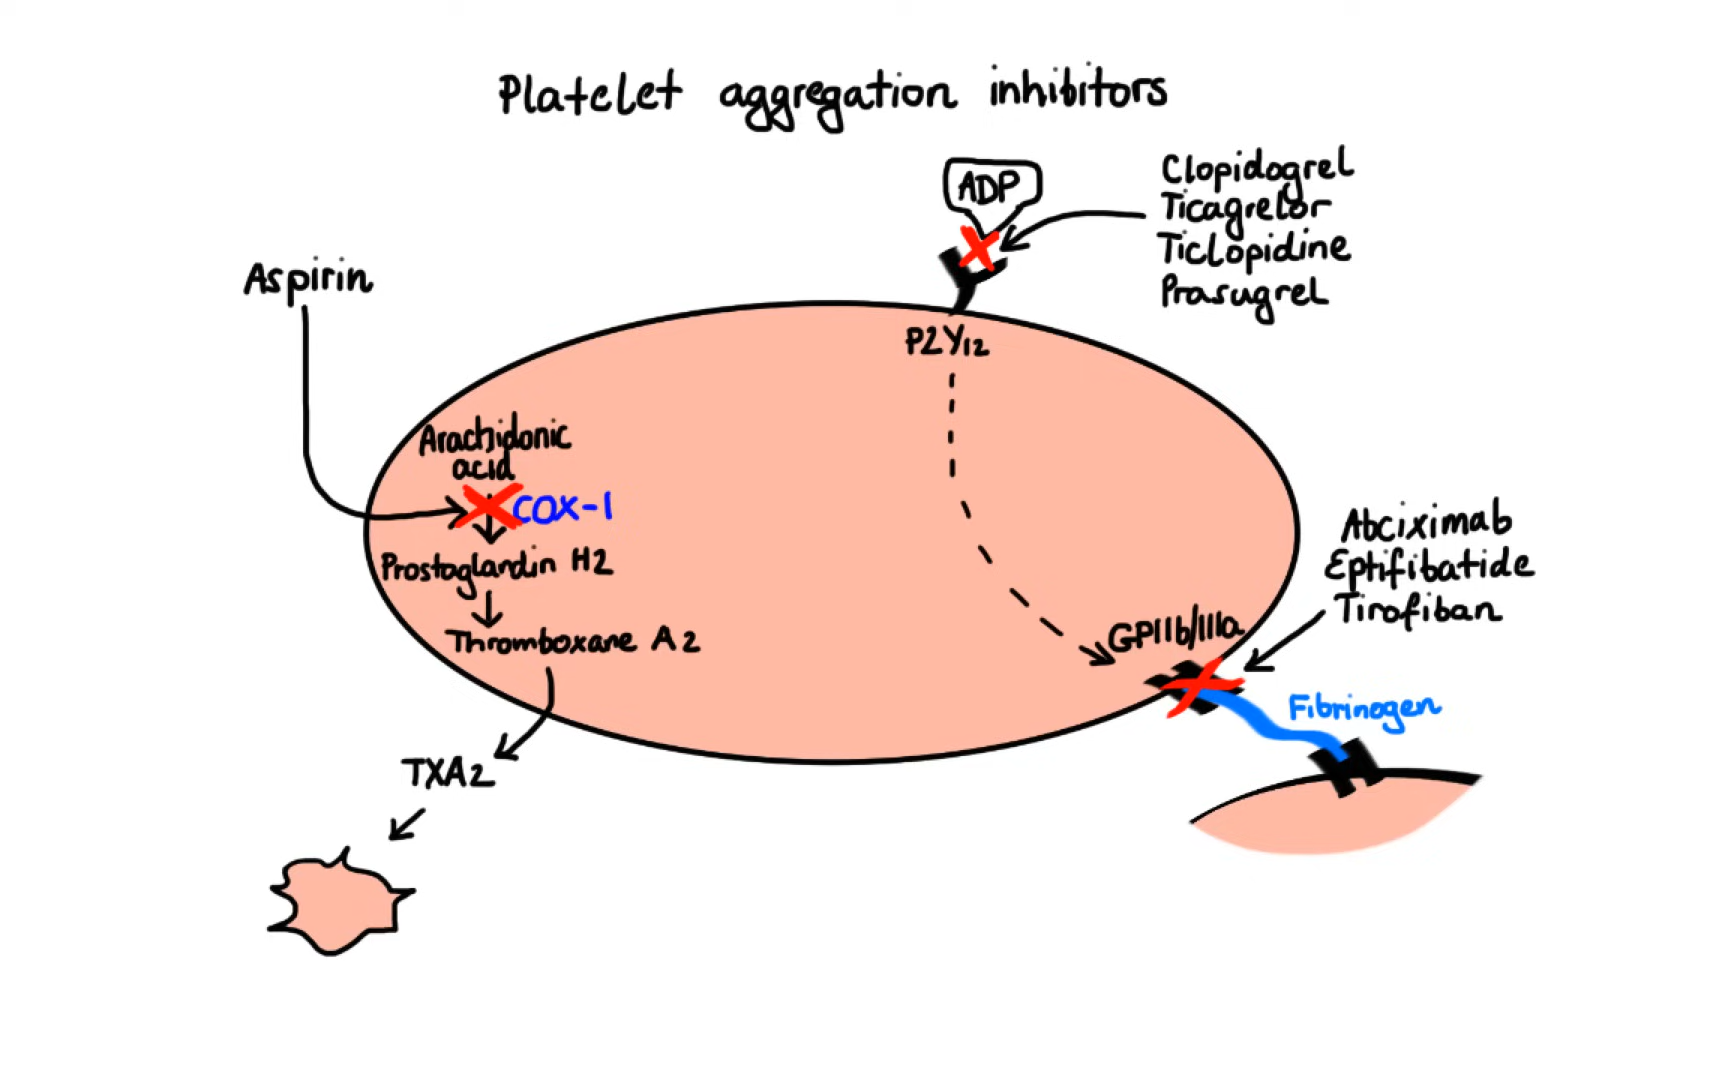 Platelet aggregation inhibitors
ADP
Clopidogrel
Ticagrelor
Ticlopidine
Prasugrel
Aspirin
P2Y12
Arachidonic
acid
COX-1
Prostaglandin H2
Thromboxane A2
TXA2
Abciximab
Eptifibatide
Tirofiban
GPIIb/IIIa
Fibrinogen